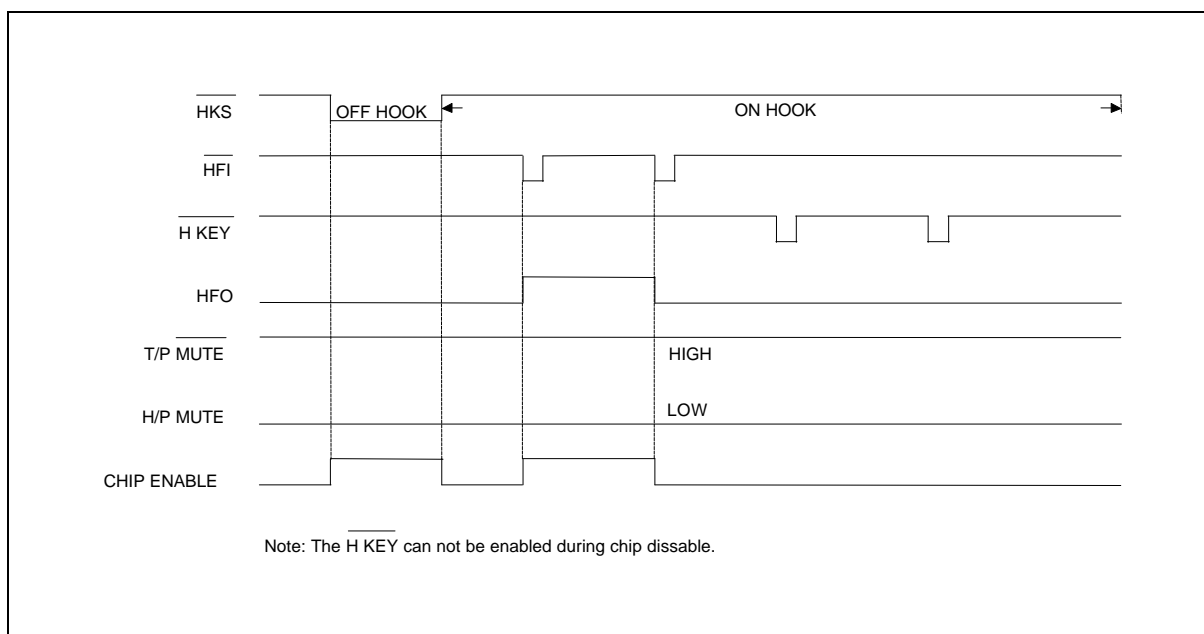 HKS OFF HOOK ON HOOK
HFI
H KEY
HFO
T/P MUTE HIGH
H/P MUTE LOW
CHIP ENABLE
Note: The H KEY can not be enabled during chip dissable.